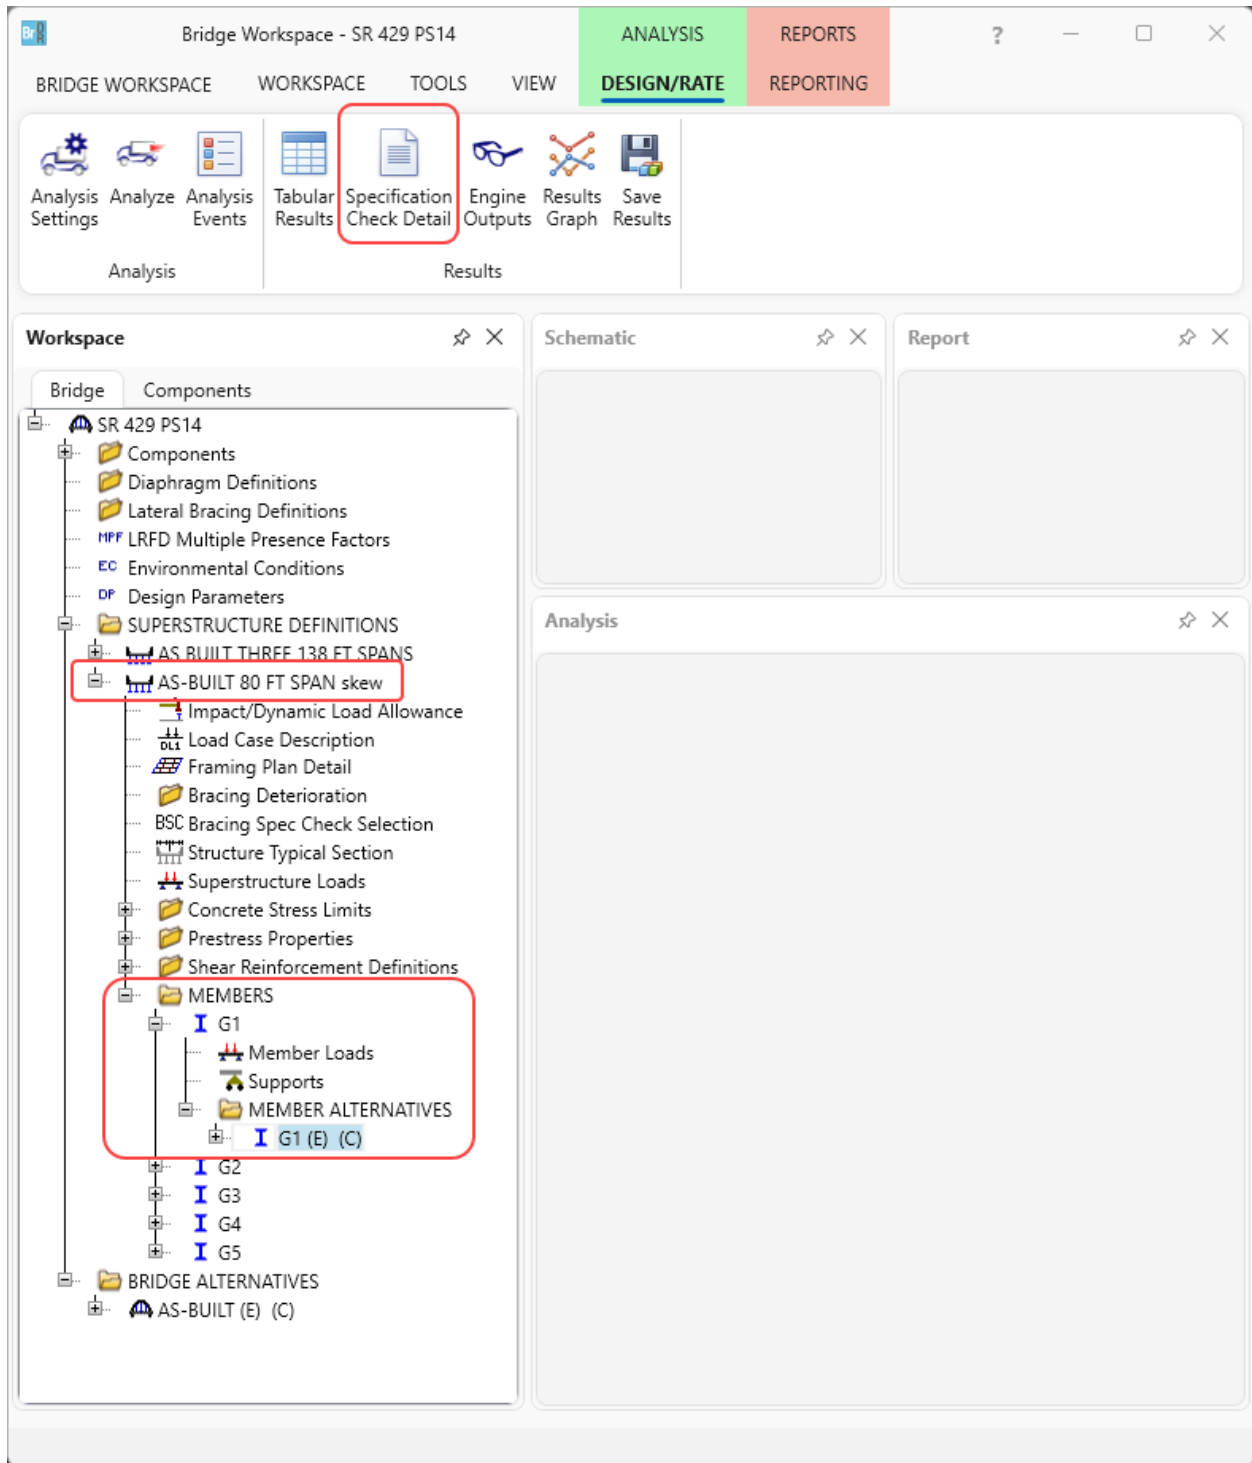 Br
Bridge Workspace - SR 429 PS14
ANALYSIS
REPORTS
?
BRIDGE WORKSPACE
WORKSPACE
TOOLS
VIEW
DESIGN/RATE
REPORTING
Analysis Settings
Analyze
Analysis Events
Tabular Results
Specification Check Detail
Engine Outputs
Results Graph
Save Results
Analysis
Results
Workspace
Bridge
Components
SR 429 PS14
Components
Diaphragm Definitions
Lateral Bracing Definitions
MPF LRFD Multiple Presence Factors
EC Environmental Conditions
DP Design Parameters
SUPERSTRUCTURE DEFINITIONS
AS BUILT THREE 138 FT SPANS
AS-BUILT 80 FT SPAN skew
Impact/Dynamic Load Allowance
DL1 Load Case Description
Framing Plan Detail
Bracing Deterioration
BSC Bracing Spec Check Selection
Structure Typical Section
Superstructure Loads
Concrete Stress Limits
Prestress Properties
Shear Reinforcement Definitions
MEMBERS
G1
Member Loads
Supports
MEMBER ALTERNATIVES
G1 (E) (C)
G2
G3
G4
G5
BRIDGE ALTERNATIVES
AS-BUILT (E) (C)
Schematic
Report
Analysis